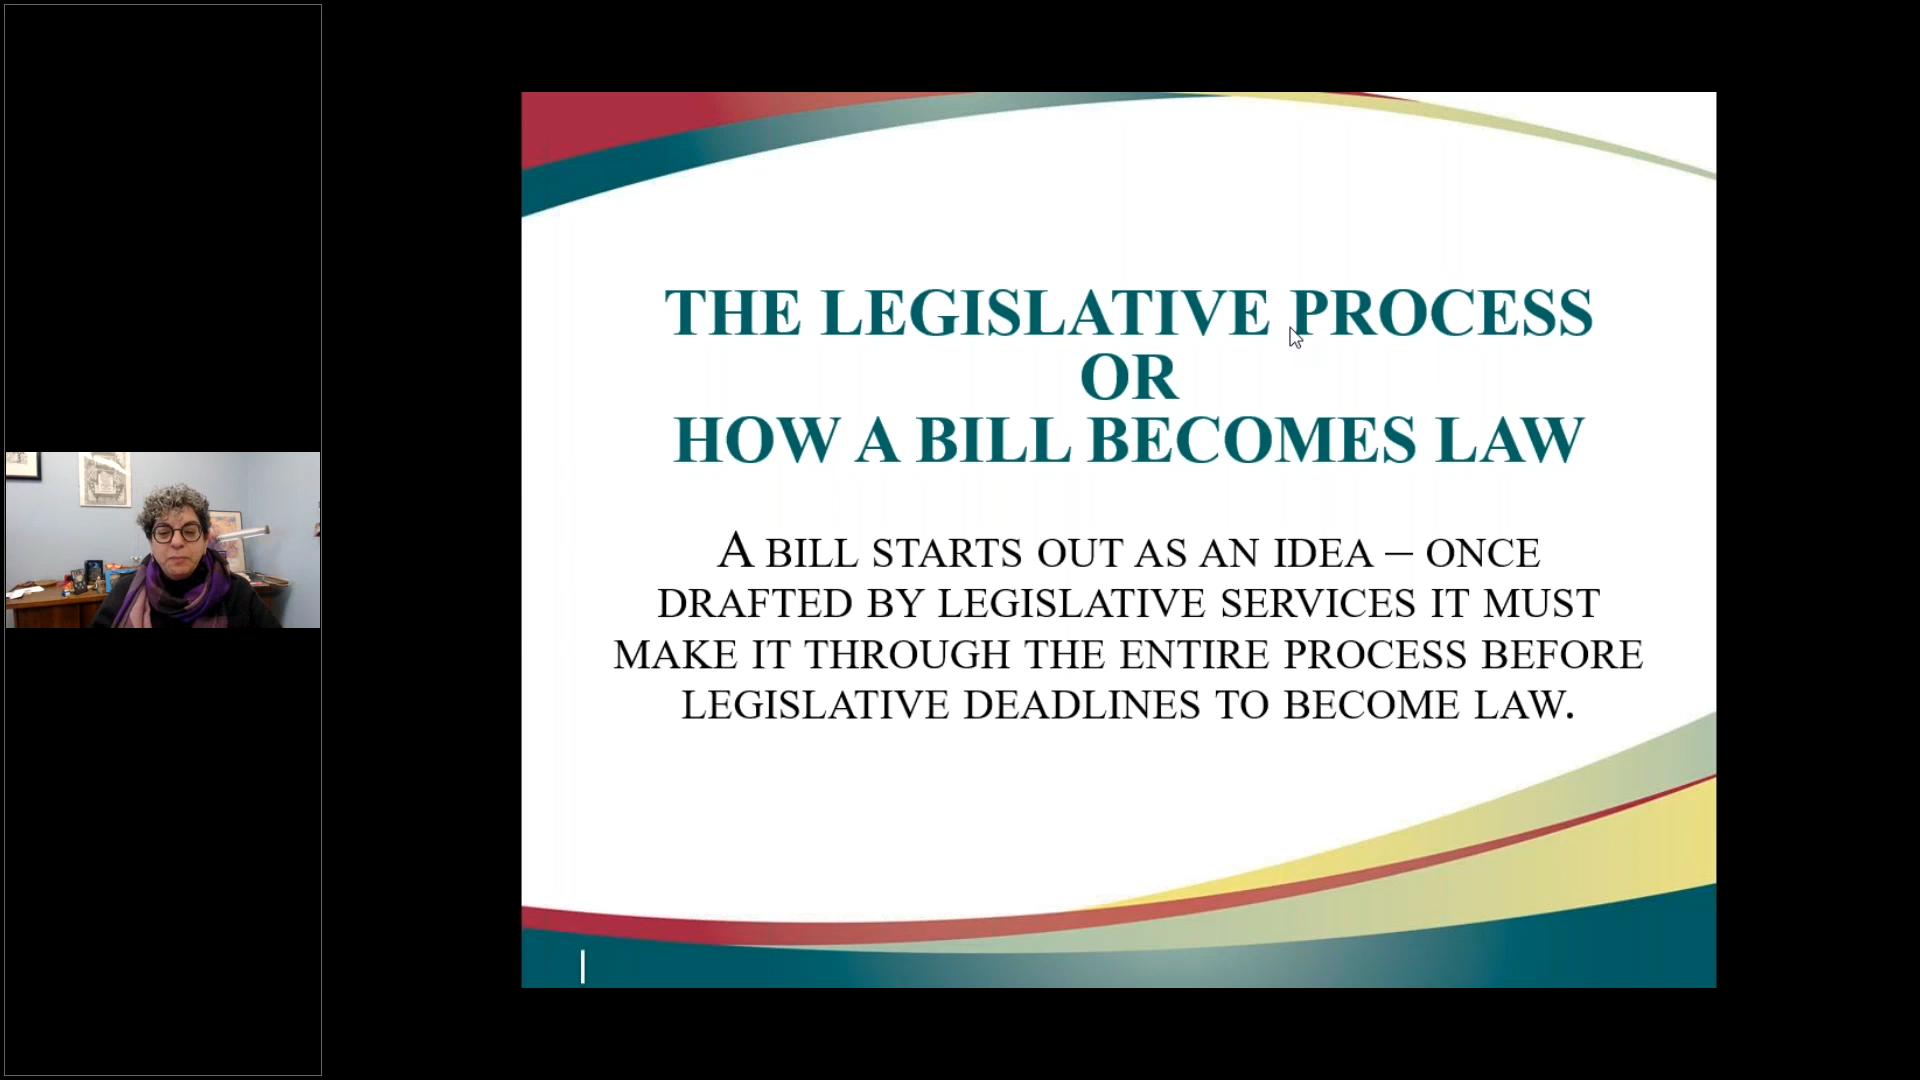 THE LEGISLATIVE PROCESS
OR
HOW A BILL BECOMES LAW
A BILL STARTS OUT AS AN IDEA – ONCE
DRAFTED BY LEGISLATIVE SERVICES IT MUST
MAKE IT THROUGH THE ENTIRE PROCESS BEFORE
LEGISLATIVE DEADLINES TO BECOME LAW.